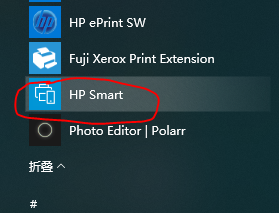 HP ePrint SW
Fuji Xerox Print Extension
HP Smart
Photo Editor | Polarr
折叠
#